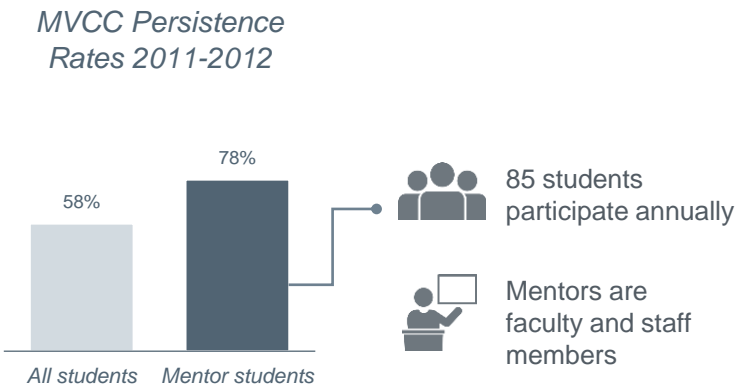 MVCC Persistence
Rates 2011-2012
58%
78%
All students
Mentor students
85 students
participate annually
Mentors are
faculty and staff
members